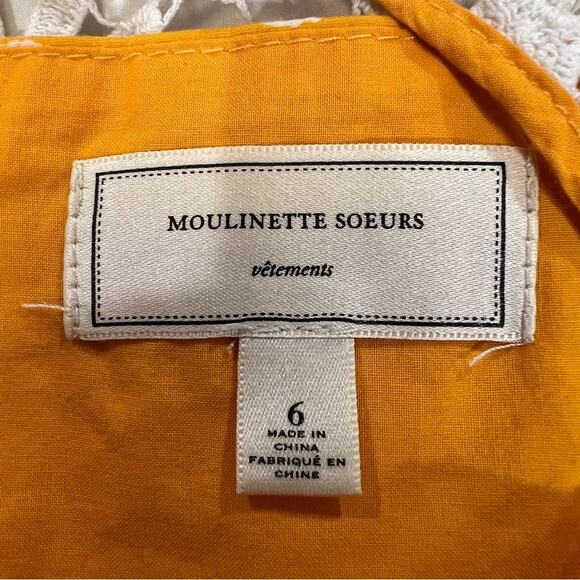 MOULINETTE SOEURS
vêtements
6
MADE IN
CHINA
FABRIQUÉ EN
CHINE